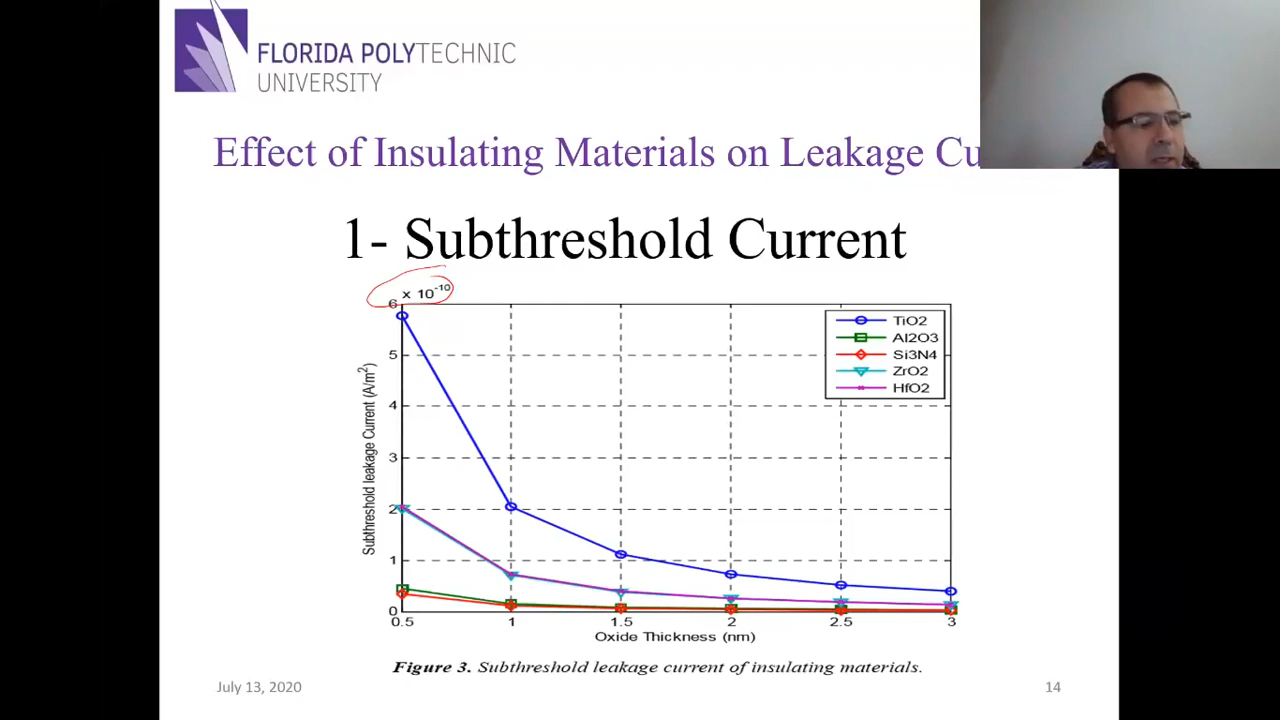 FLORIDA POLYTECHNIC
UNIVERSITY
Effect of Insulating Materials on Leakage Cu
1- Subthreshold Current
x 10-10
6
5
4
3
2
1
0
Subthreshold leakage Current (A/m2)
TiO2
Al2O3
Si3N4
ZrO2
HfO2
0.5 1 1.5 2 2.5 3
Oxide Thickness (nm)
Figure 3. Subthreshold leakage current of insulating materials.
July 13, 2020 14